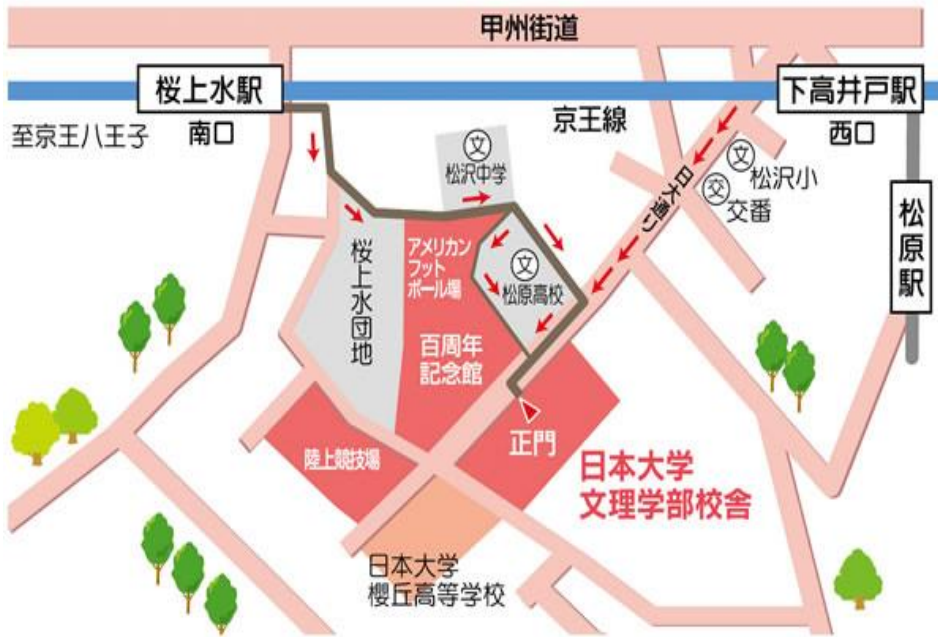 甲州街道
桜上水駅
下高井戸駅
至京王八王子
南口
京王線
西口
文
松沢中学
文
松沢小
交
交番
日大通り
松原駅
桜上水団地
アメリカン
フット
ボール場
文
松原高校
百周年
記念館
正門
陸上競技場
日本大学
文理学部校舎
日本大学
櫻丘高等学校